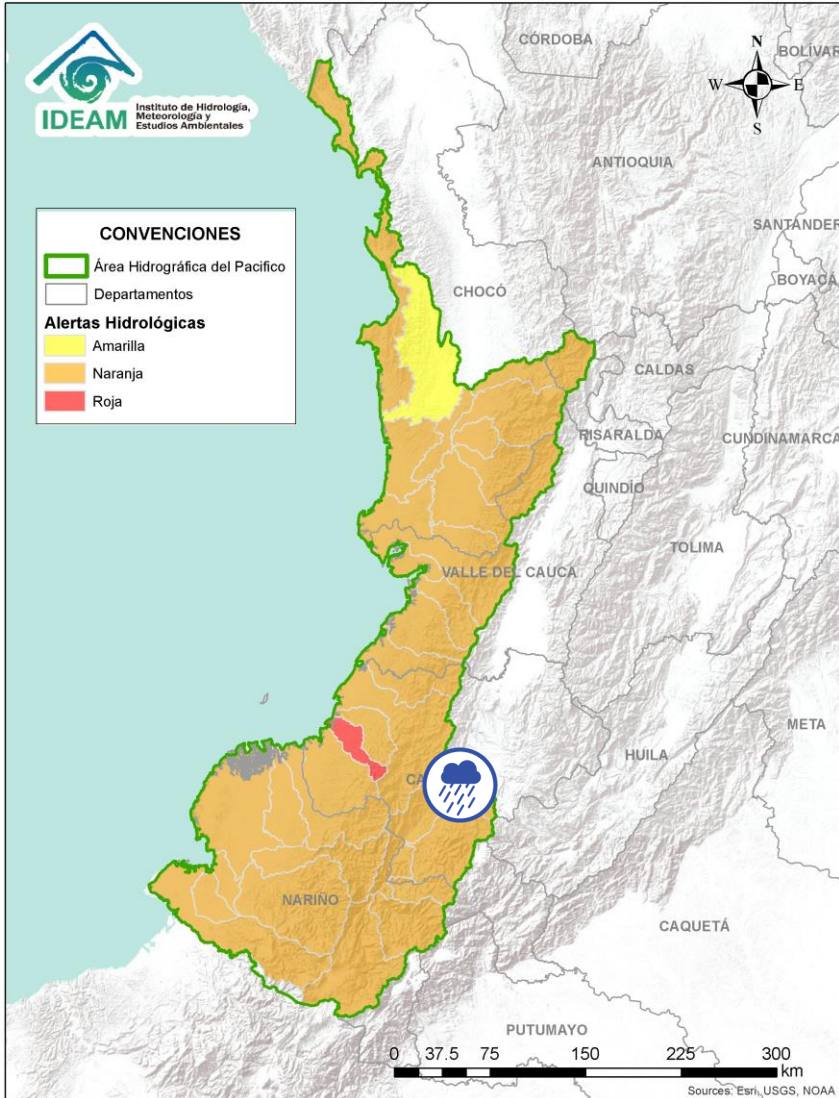 IDEAM
Instituto de Hidrología,
Meteorología y
Estudios Ambientales
CÓRDOBA
BOLÍVAR
N
W
E
S
ANTIOQUIA
SANTANDER
BOYACÁ
CONVENCIONES
Área Hidrográfica del Pacifico
Departamentos
Alertas Hidrológicas
Amarilla
Naranja
Roja
CHOCÓ
CALDAS
RISARALDA
CUNDINAMARCA
QUINDÍO
TOLIMA
VALLE DEL CAUCA
META
HUILA
CA
NARIÑO
CAQUETÁ
PUTUMAYO
0 37.5 75 150 225 300
km
Sources: Esri, USGS, NOAA